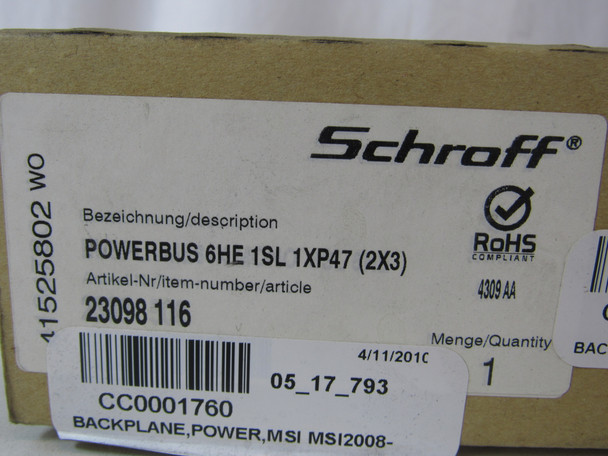 Schroff®
41525802 WO
Bezeichnung/description
POWERBUS 6HE 1SL 1XP47 (2X3)
RoHS
COMPLIANT
Artikel-Nr/item-number/article
4309 AA
23098 116
Menge/Quantity
1
4/11/2010
05_17_793
CC0001760
BACKPLANE,POWER,MSI MSI2008-
BAC